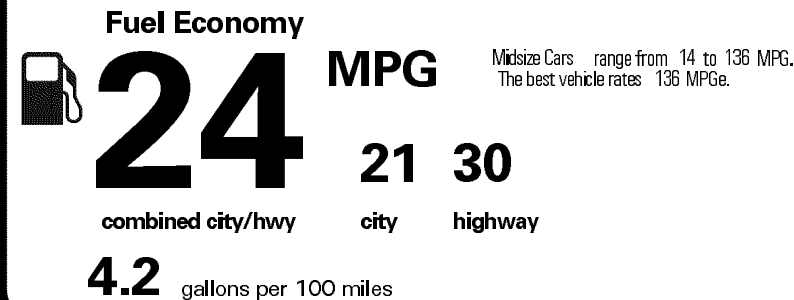 Fuel Economy
24 MPG
Midsize Cars range from 14 to 136 MPG.
The best vehicle rates 136 MPGe.
21 30
combined city/hwy city highway
4.2 gallons per 100 miles